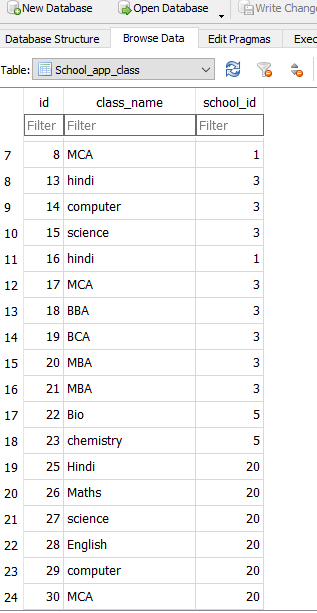 New Database Open Database Write Change
Database Structure Browse Data Edit Pragmas Exec
Table: School_app_class
id class_name school_id
Filter Filter Filter
7 8 MCA 1
8 13 hindi 3
9 14 computer 3
10 15 science 3
11 16 hindi 1
12 17 MCA 3
13 18 BBA 3
14 19 BCA 3
15 20 MBA 3
16 21 MBA 3
17 22 Bio 5
18 23 chemistry 5
19 25 Hindi 20
20 26 Maths 20
21 27 science 20
22 28 English 20
23 29 computer 20
24 30 MCA 20